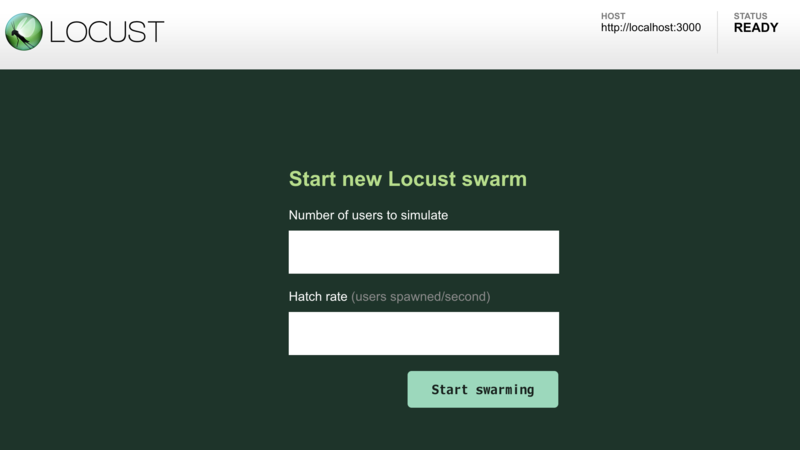 LOCUST
HOST
http://localhost:3000
STATUS
READY
Start new Locust swarm
Number of users to simulate
Hatch rate (users spawned/second)
Start swarming